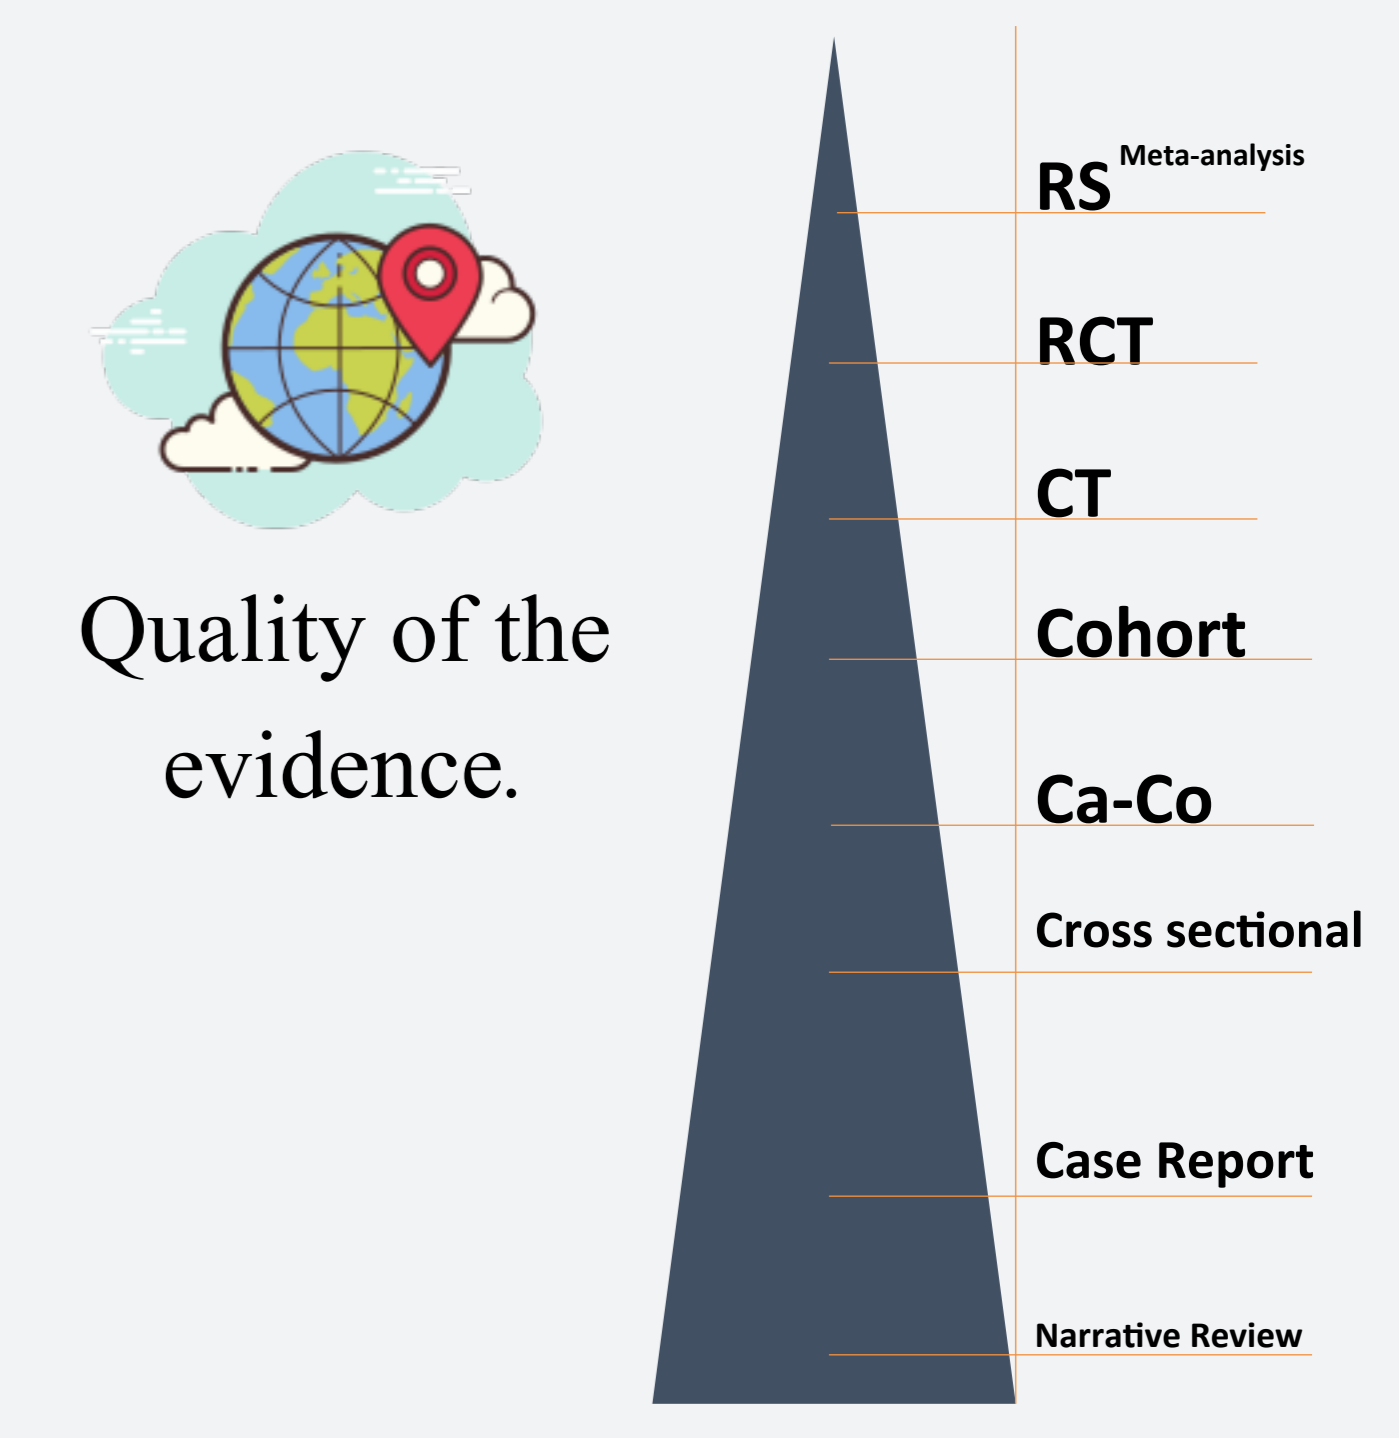 Quality of the
evidence.
RS Meta-analysis
RCT
CT
Cohort
Ca-Co
Cross sectional
Case Report
Narrative Review